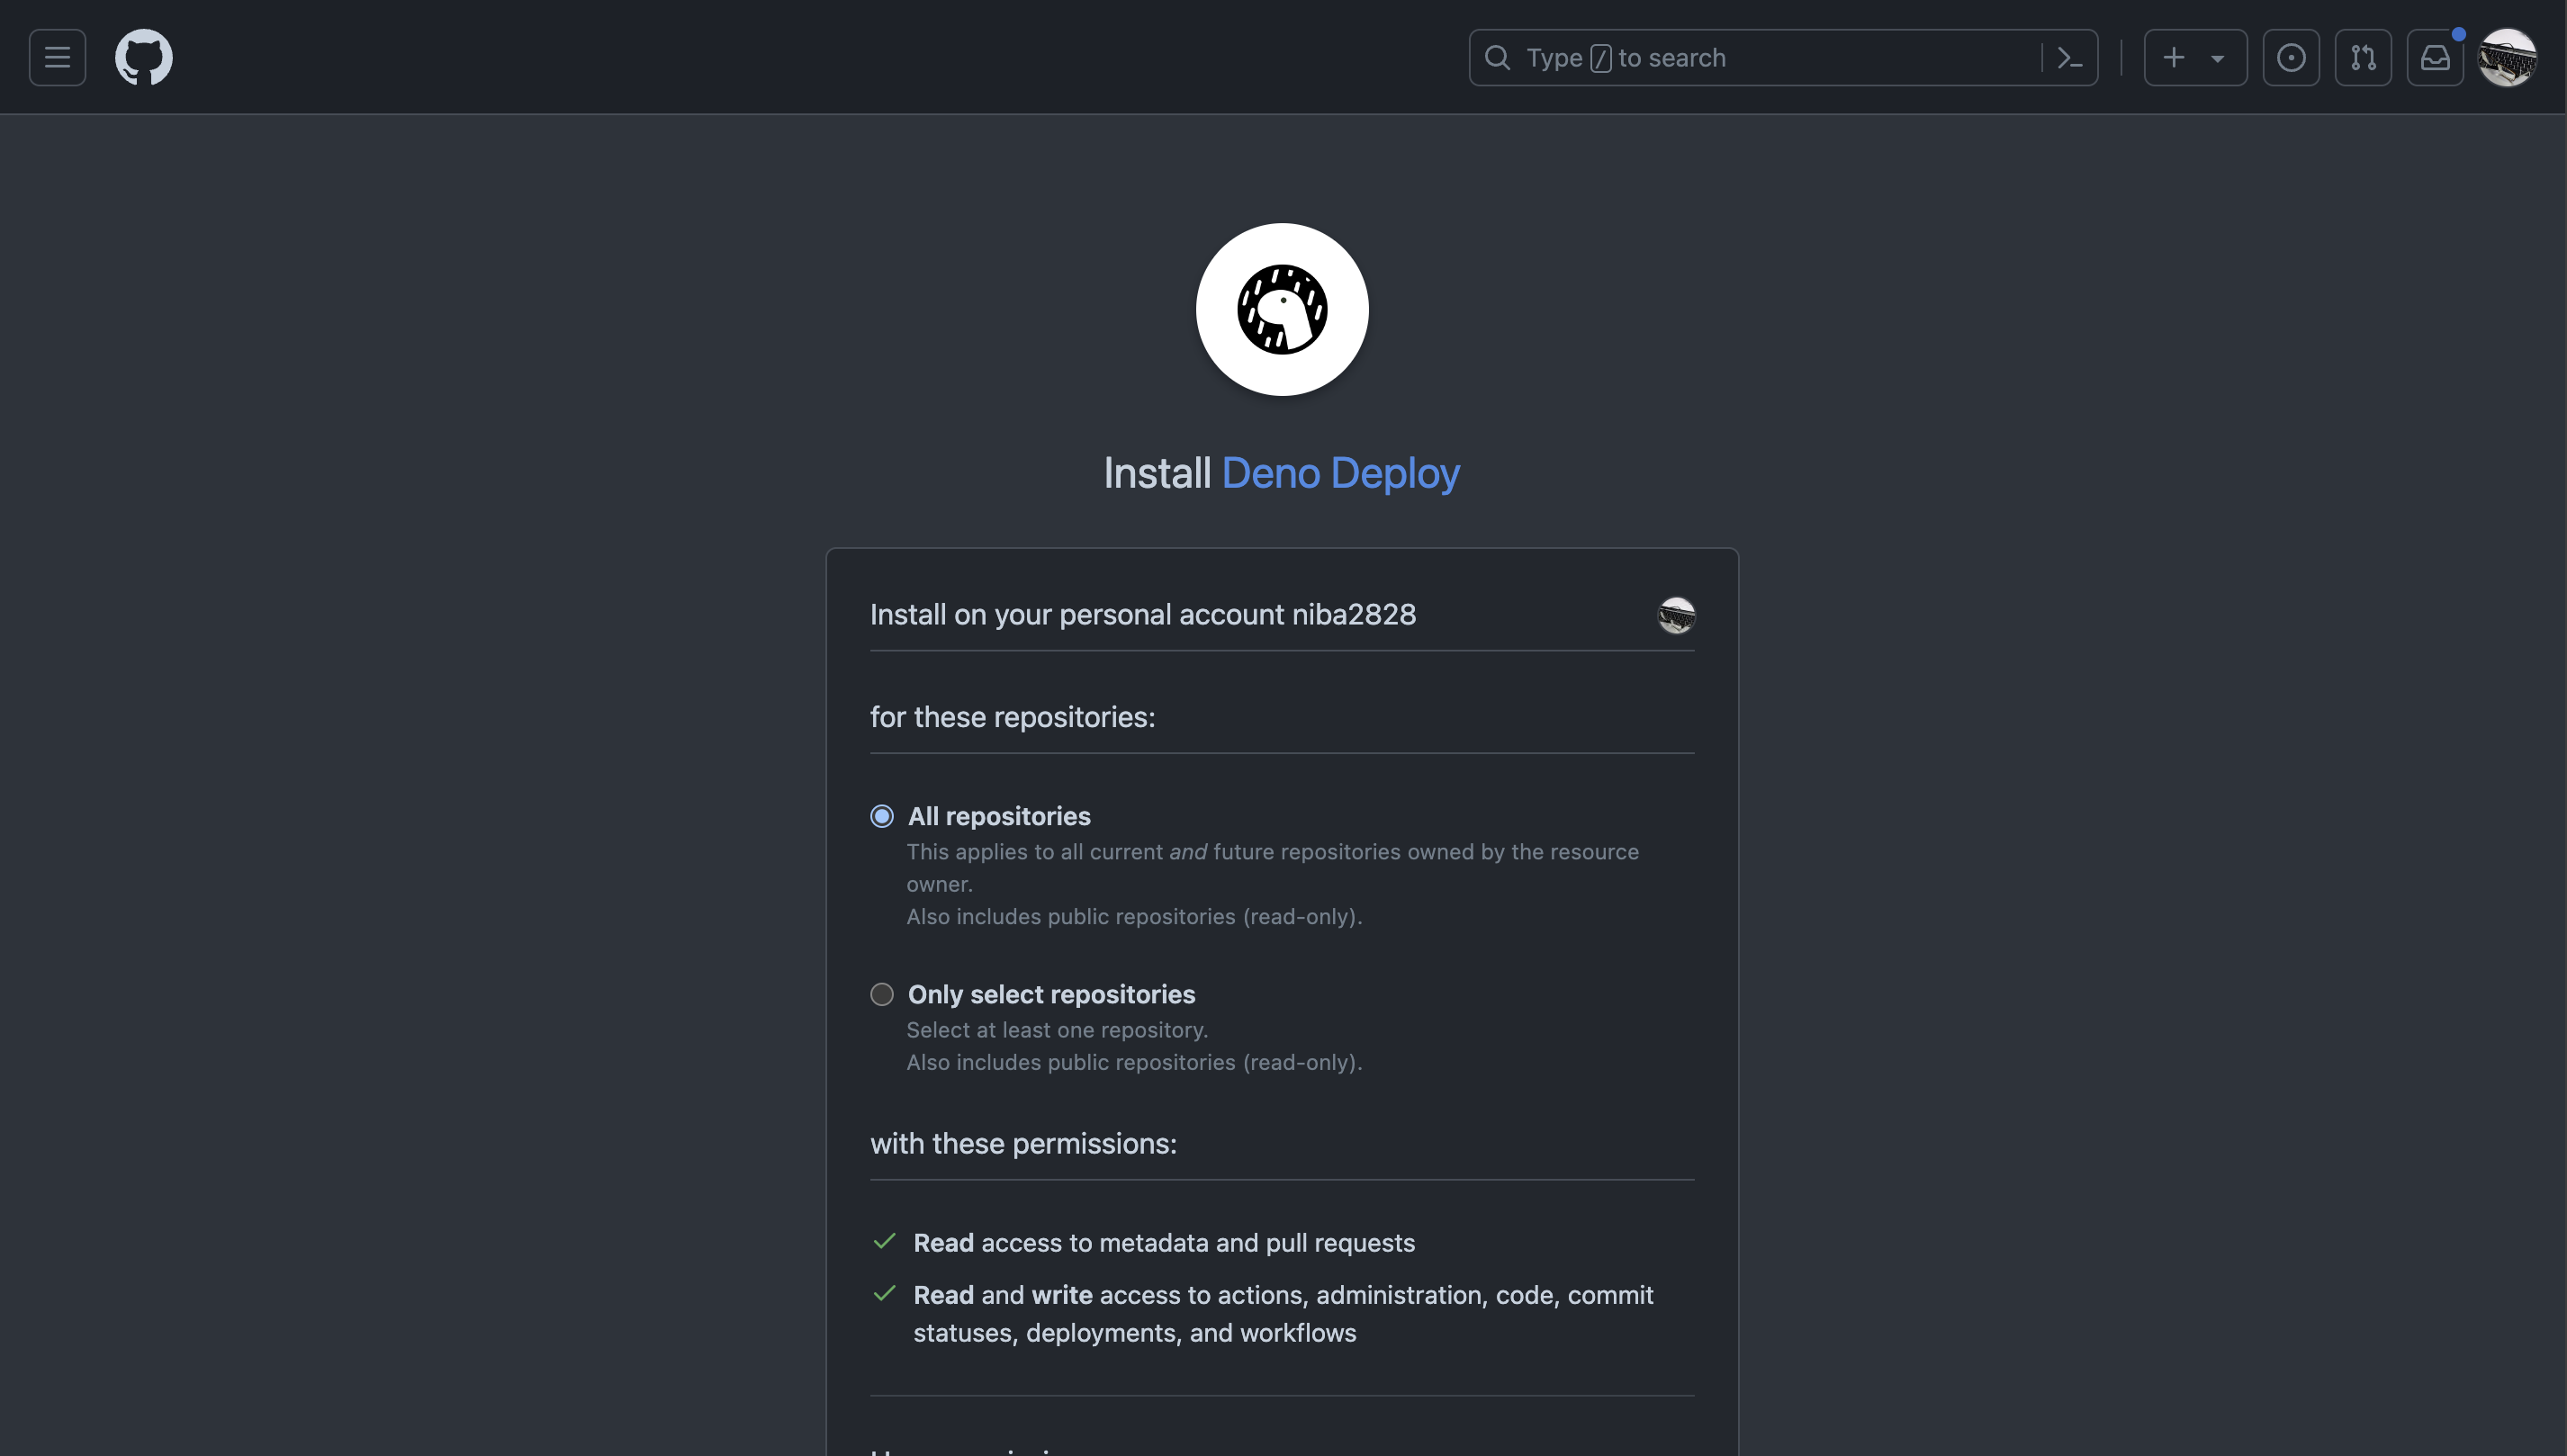 Type / to search
Install Deno Deploy
Install on your personal account niba2828
for these repositories:
All repositories
This applies to all current and future repositories owned by the resource
owner.
Also includes public repositories (read-only).
Only select repositories
Select at least one repository.
Also includes public repositories (read-only).
with these permissions:
Read access to metadata and pull requests
Read and write access to actions, administration, code, commit
statuses, deployments, and workflows